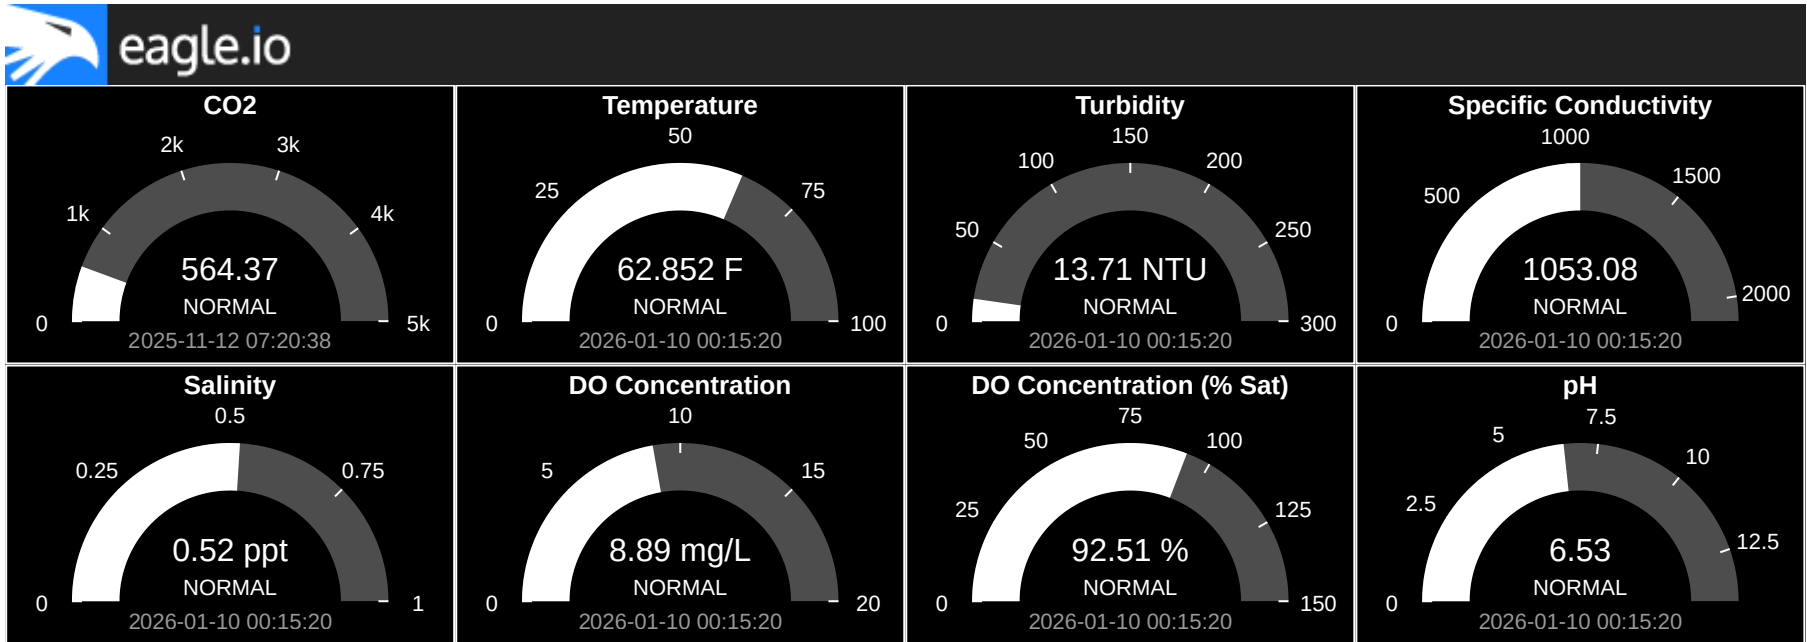 eagle.io
CO2
2k
3k
1k
4k
564.37
NORMAL
0
5k
2025-11-12 07:20:38
Temperature
50
25
75
62.852 F
NORMAL
0
100
2026-01-10 00:15:20
Turbidity
150
100
200
50
250
13.71 NTU
NORMAL
0
300
2026-01-10 00:15:20
Specific Conductivity
1000
1500
500
1053.08
2000
NORMAL
0
2026-01-10 00:15:20
Salinity
0.5
0.25
0.75
0.52 ppt
NORMAL
0
1
2026-01-10 00:15:20
DO Concentration
10
5
15
8.89 mg/L
NORMAL
0
20
2026-01-10 00:15:20
DO Concentration (% Sat)
75
50
100
25
125
92.51 %
NORMAL
0
150
2026-01-10 00:15:20
pH
7.5
5
10
2.5
12.5
6.53
NORMAL
0
2026-01-10 00:15:20